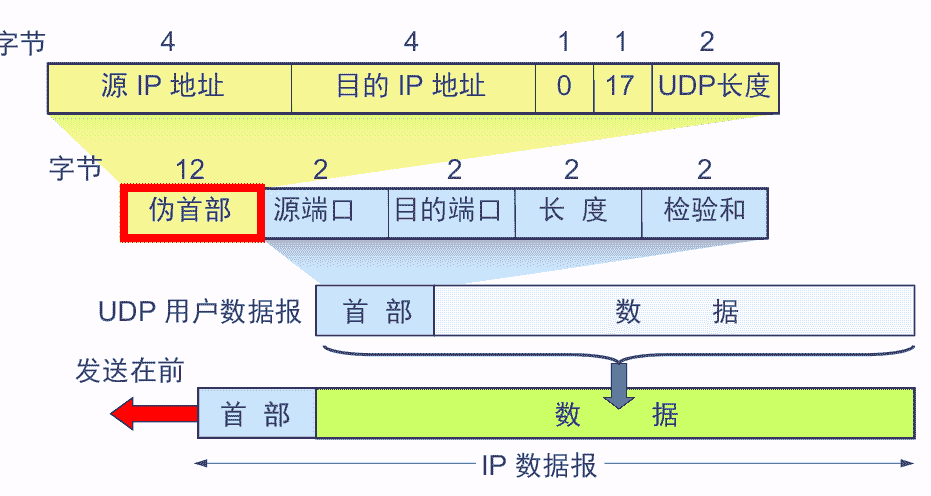 字节 4 4 1 1 2
源 IP 地址 目的 IP 地址 0 17 UDP长度
字节 12 2 2 2 2
伪首部 源端口 目的端口 长 度 检验和
UDP 用户数据报 首 部 数 据
发送在前
首 部 数 据
IP 数据报